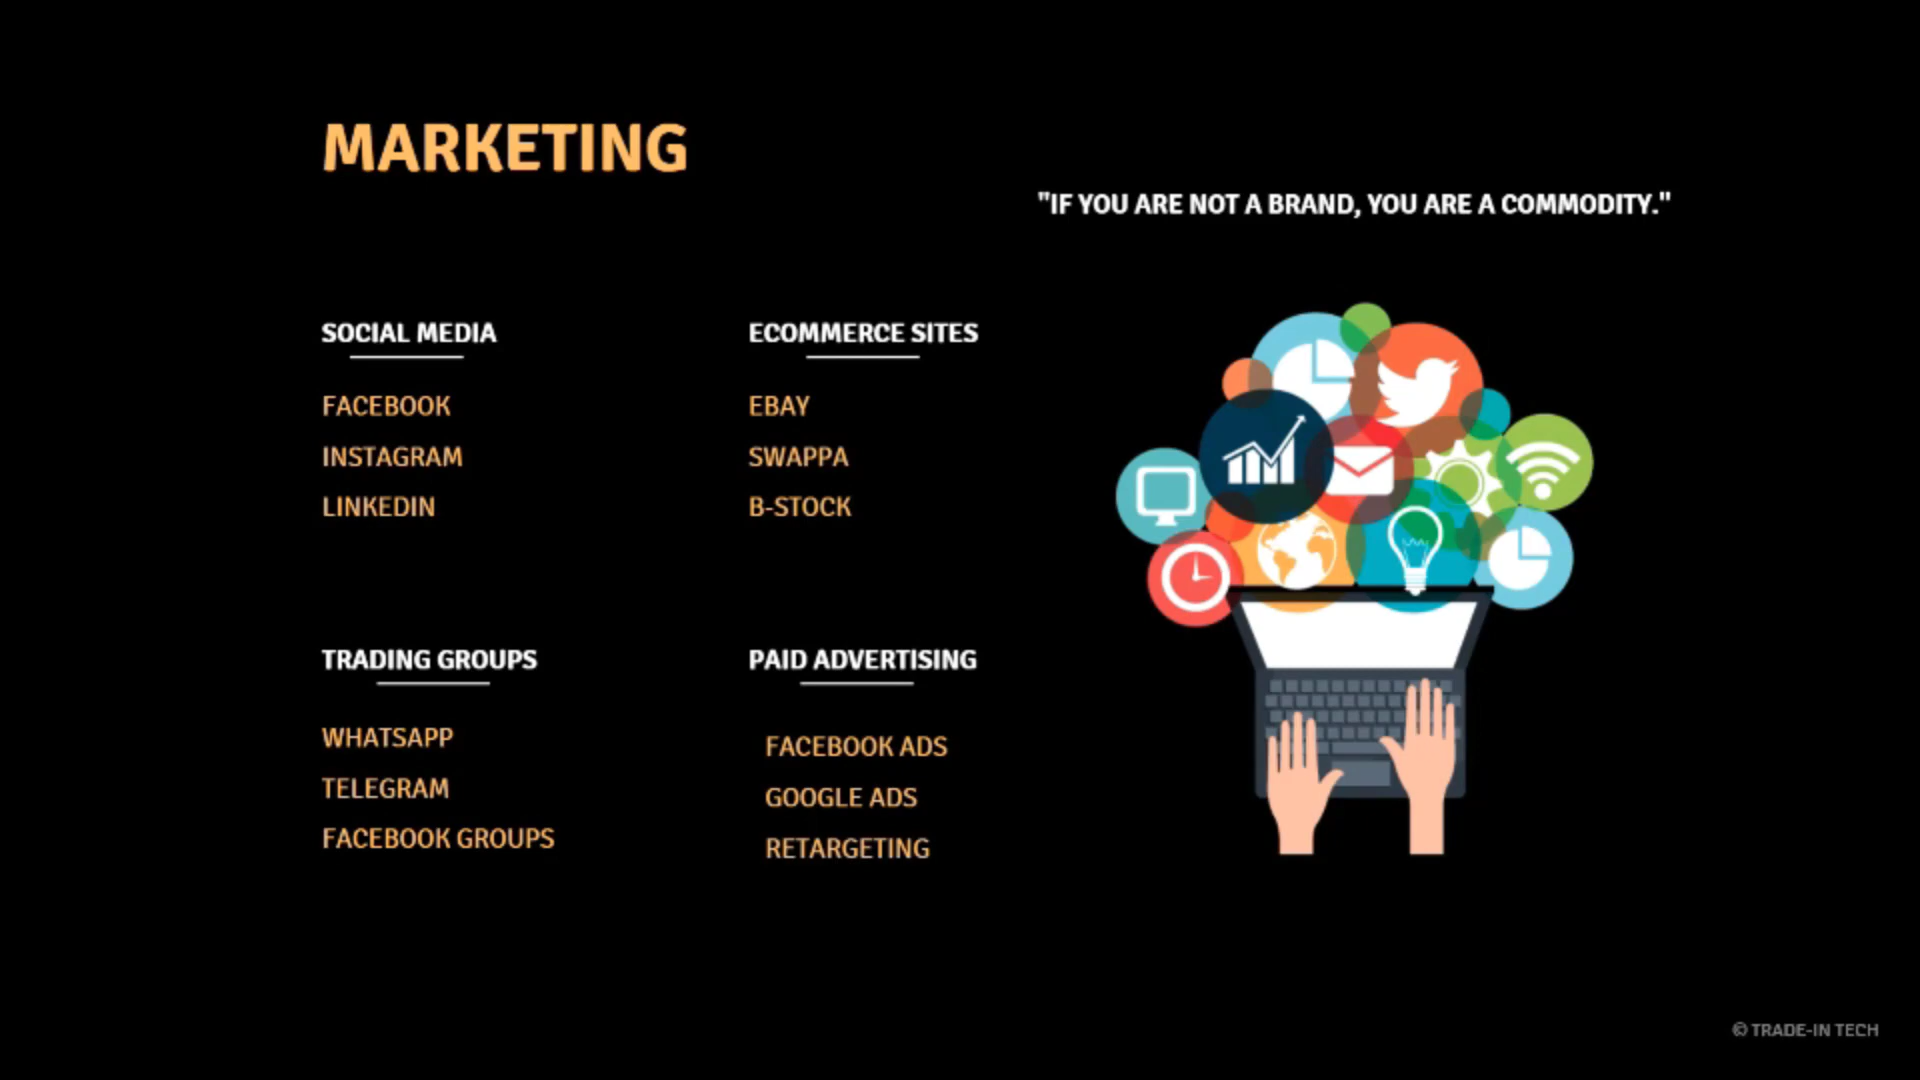 MARKETING
"IF YOU ARE NOT A BRAND, YOU ARE A COMMODITY."
SOCIAL MEDIA
FACEBOOK
INSTAGRAM
LINKEDIN
ECOMMERCE SITES
EBAY
SWAPPA
B-STOCK
TRADING GROUPS
WHATSAPP
TELEGRAM
FACEBOOK GROUPS
PAID ADVERTISING
FACEBOOK ADS
GOOGLE ADS
RETARGETING
© TRADE-IN TECH